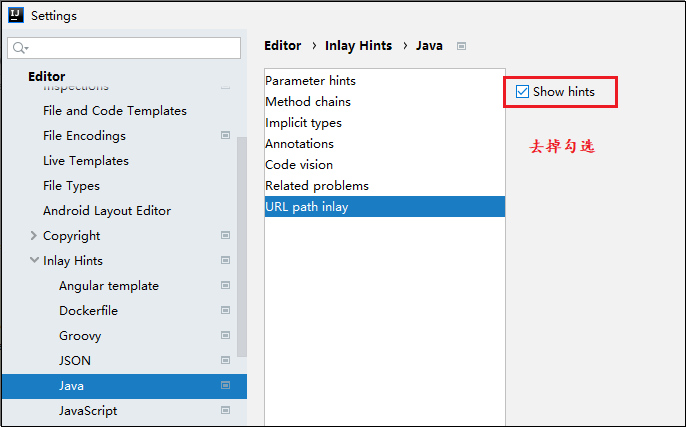 IJ
Settings
Editor
Inspections
File and Code Templates
File Encodings
Live Templates
File Types
Android Layout Editor
Copyright
Inlay Hints
Angular template
Dockerfile
Groovy
JSON
Java
JavaScript
Editor › Inlay Hints › Java
Parameter hints
Method chains
Implicit types
Annotations
Code vision
Related problems
URL path inlay
Show hints
去掉勾选